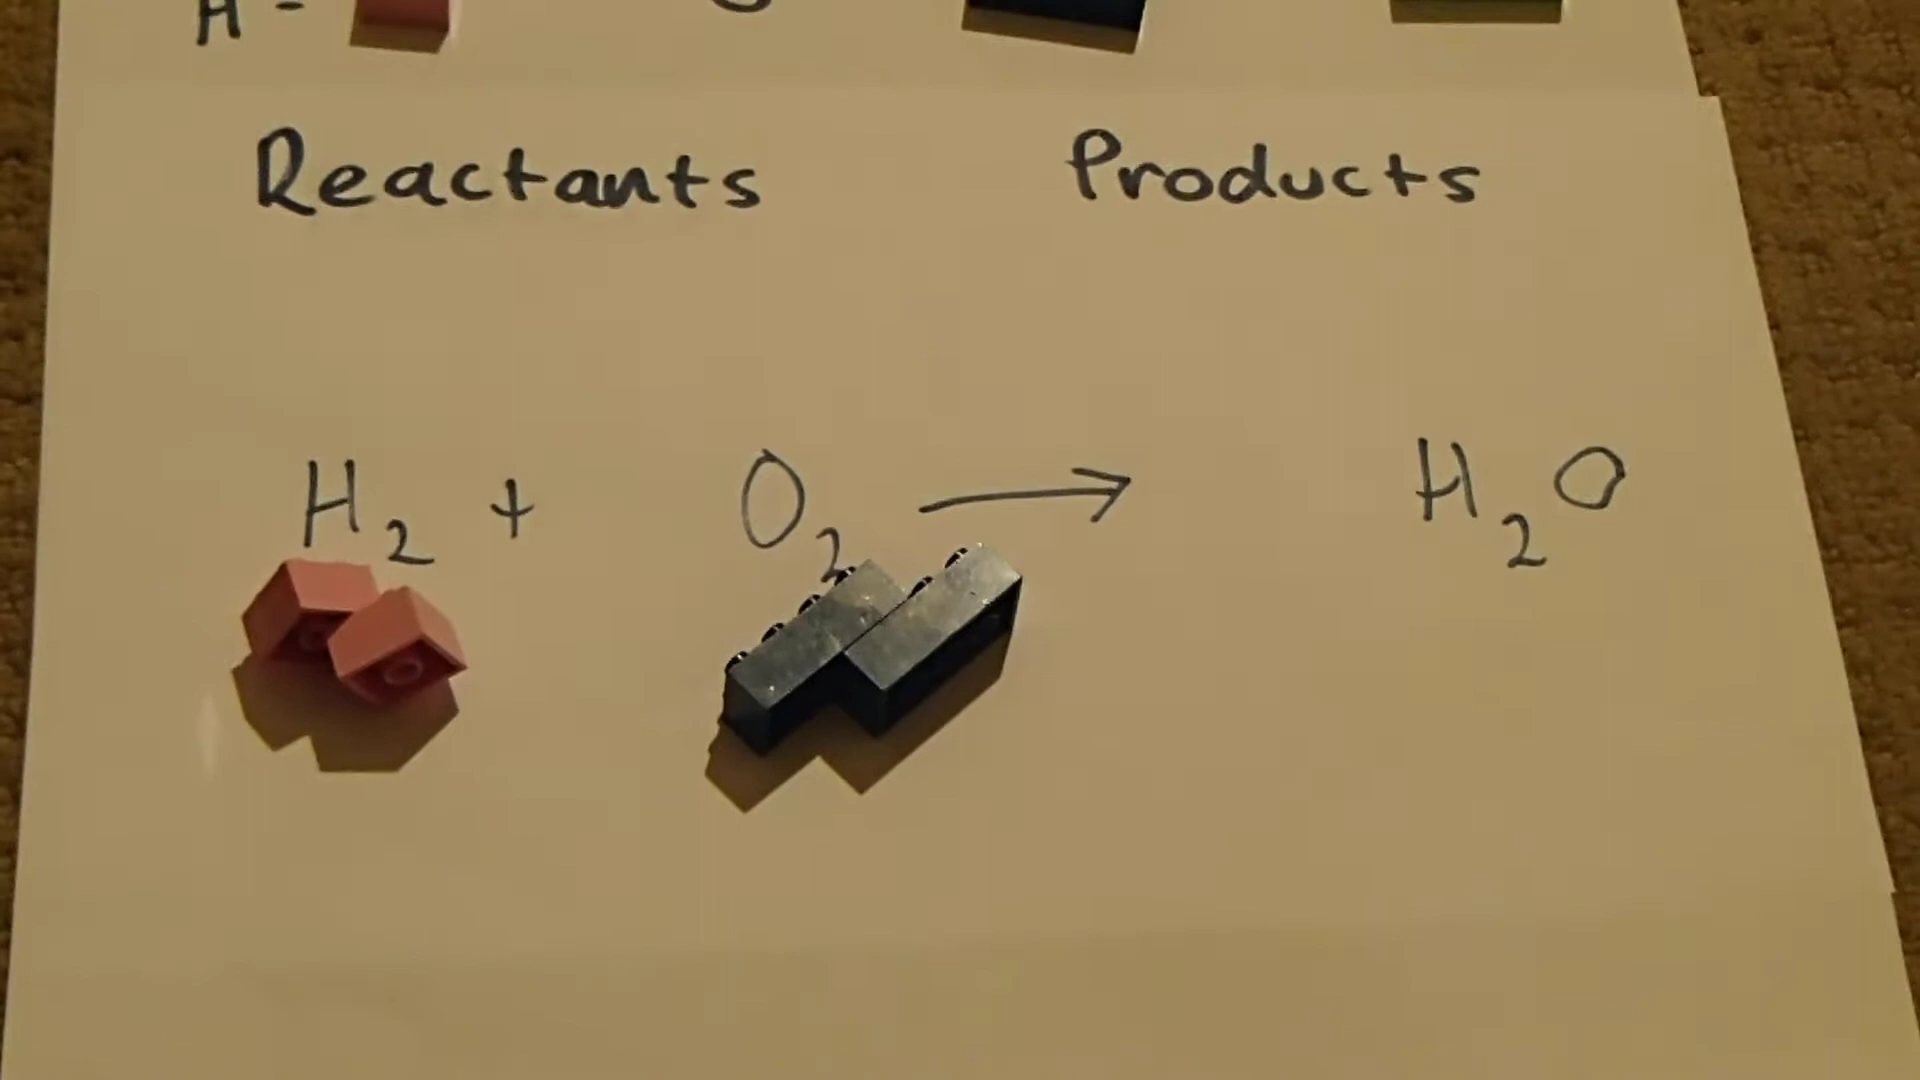 H -
Reactants Products
H₂ + O₂ → H₂O